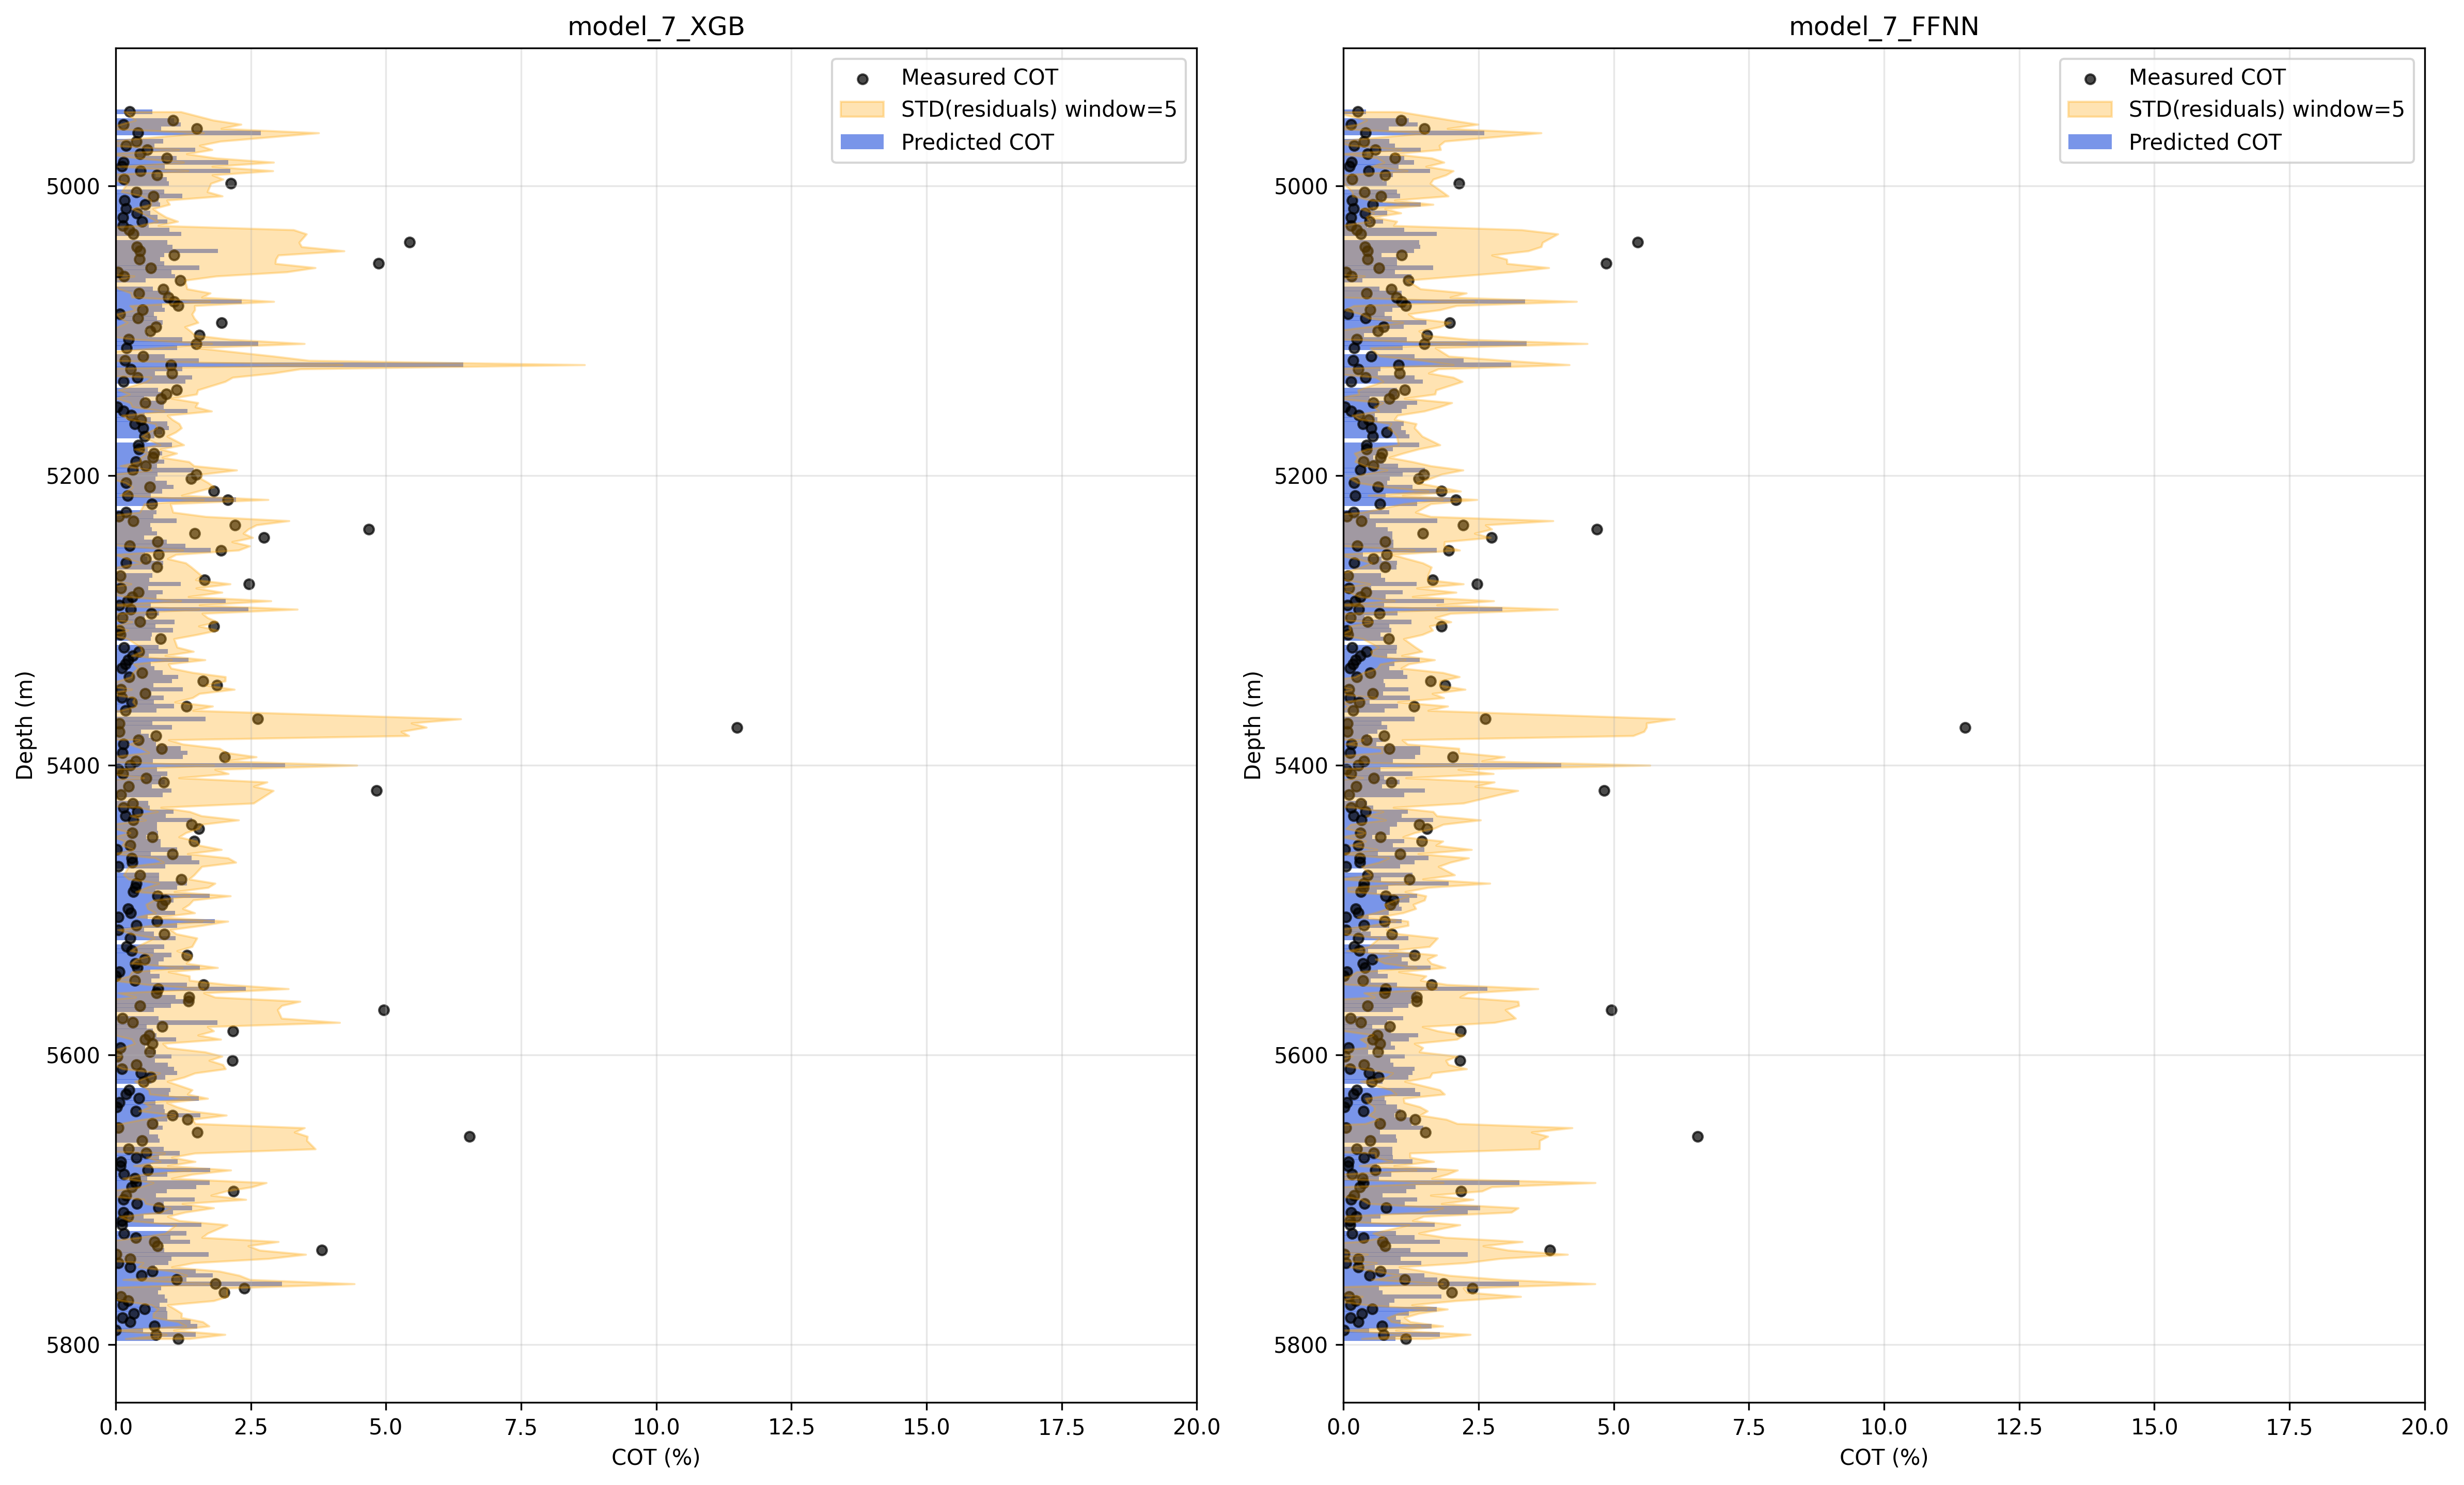 model_7_XGB
Measured COT
STD(residuals) window=5
Predicted COT
5000
5200
5400
5600
5800
Depth (m)
0.0 2.5 5.0 7.5 10.0 12.5 15.0 17.5 20.0
COT (%)
model_7_FFNN
Measured COT
STD(residuals) window=5
Predicted COT
5000
5200
5400
5600
5800
Depth (m)
0.0 2.5 5.0 7.5 10.0 12.5 15.0 17.5 20.0
COT (%)